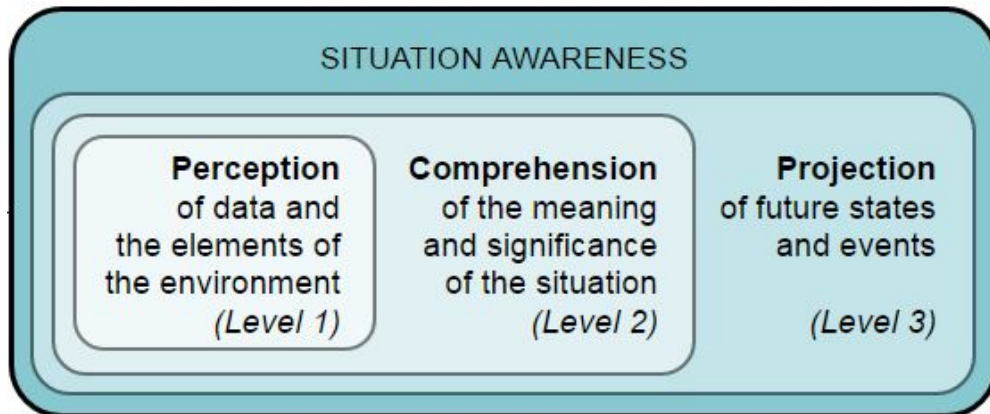 SITUATION AWARENESS
Perception
of data and
the elements of
the environment
(Level 1)
Comprehension
of the meaning
and significance
of the situation
(Level 2)
Projection
of future states
and events
(Level 3)